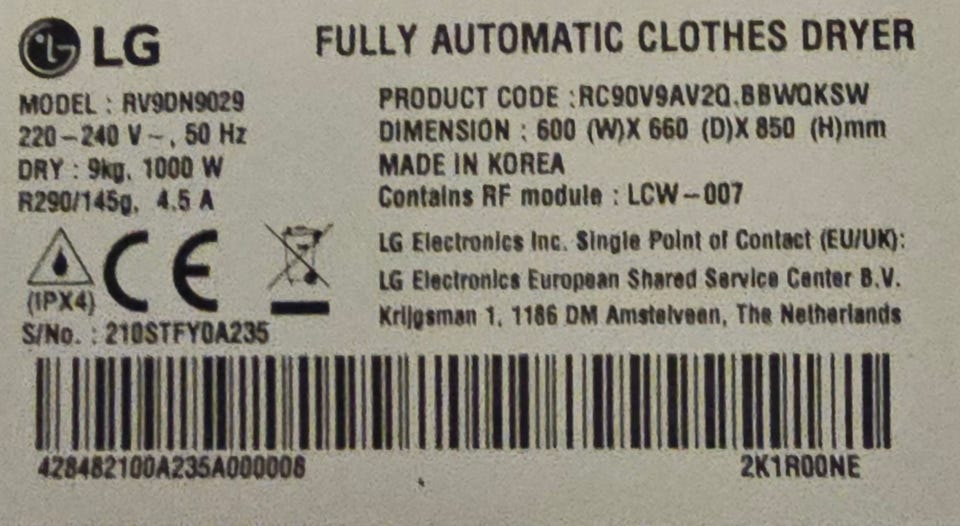 LG FULLY AUTOMATIC CLOTHES DRYER
MODEL : RV9DN9029
220-240 V~, 50 Hz
DRY : 9kg, 1000 W
R290/145g, 4.5 A
PRODUCT CODE :RC90V9AV2Q.BBWQKSW
DIMENSION : 600 (W)X 660 (D)X 850 (H)mm
MADE IN KOREA
Contains RF module : LCW-007
LG Electronics Inc. Single Point of Contact (EU/UK):
LG Electronics European Shared Service Center B.V.
Krijgsman 1, 1186 DM Amstelveen, The Netherlands
CE
(IPX4)
S/No. : 210STFY0A235
428482100A235A000008 2K1R00NE